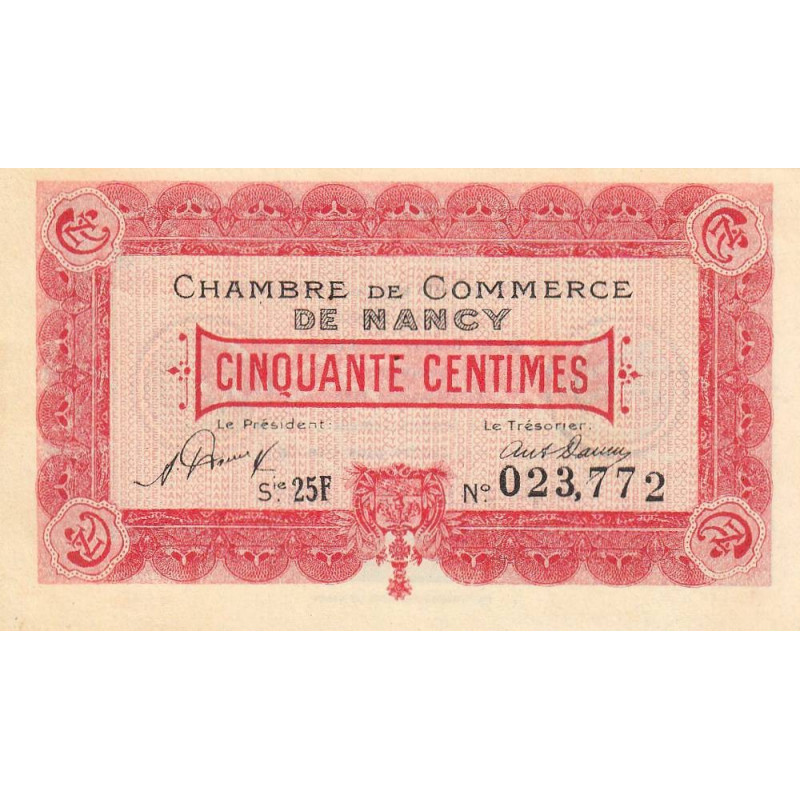 CHAMBRE DE COMMERCE
DE NANCY
CINQUANTE CENTIMES
Le Président: Le Trésorier:
Sie 25F No 023,772